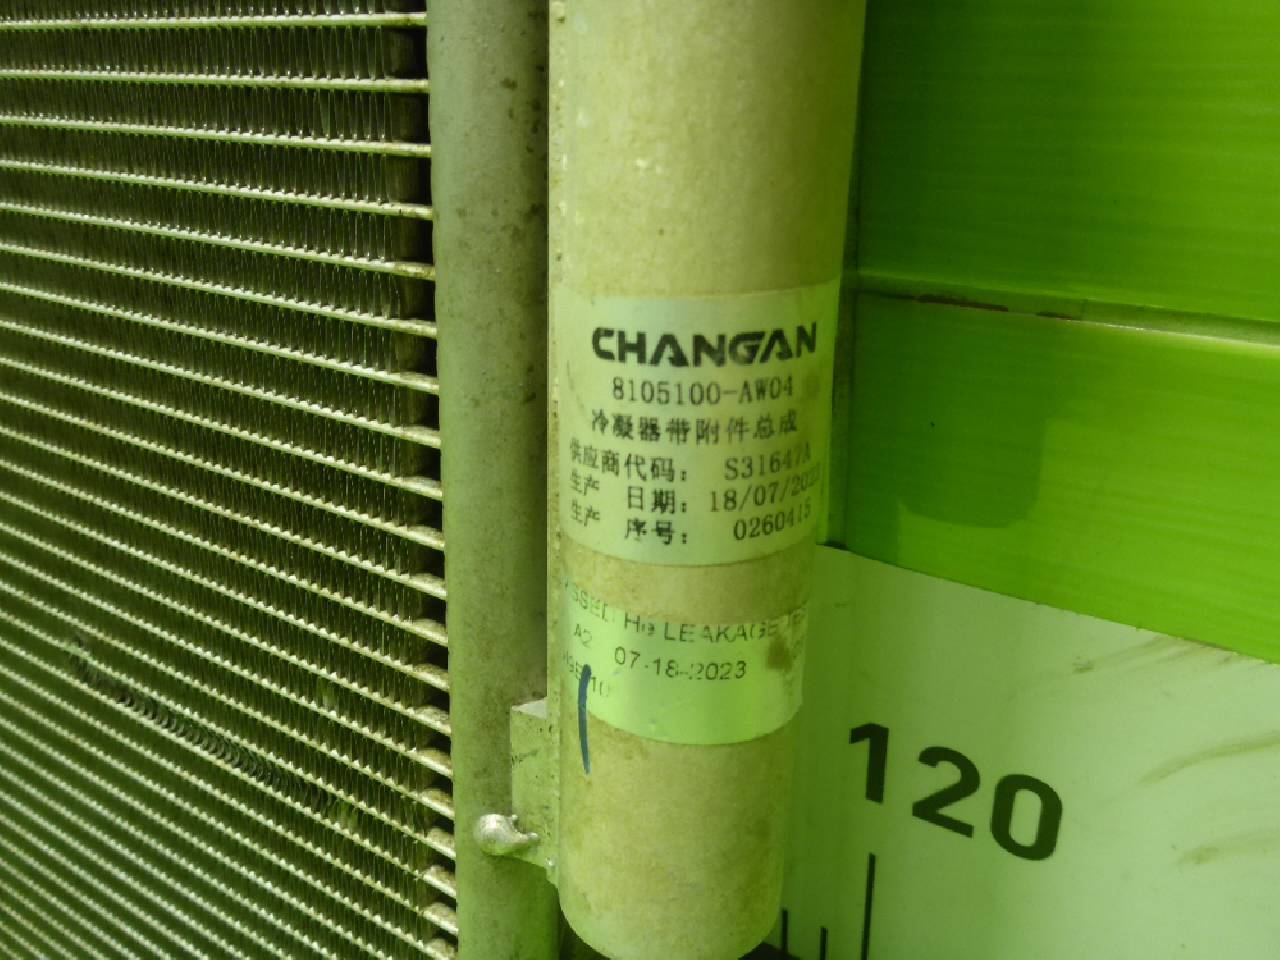 CHANGAN
8105100-AW04
冷凝器带附件总成
供应商代码: S31647A
生产 日期: 18/07/2023
生产 序号: 0260415
He LEAKAGE
A2 07-18-2023
120